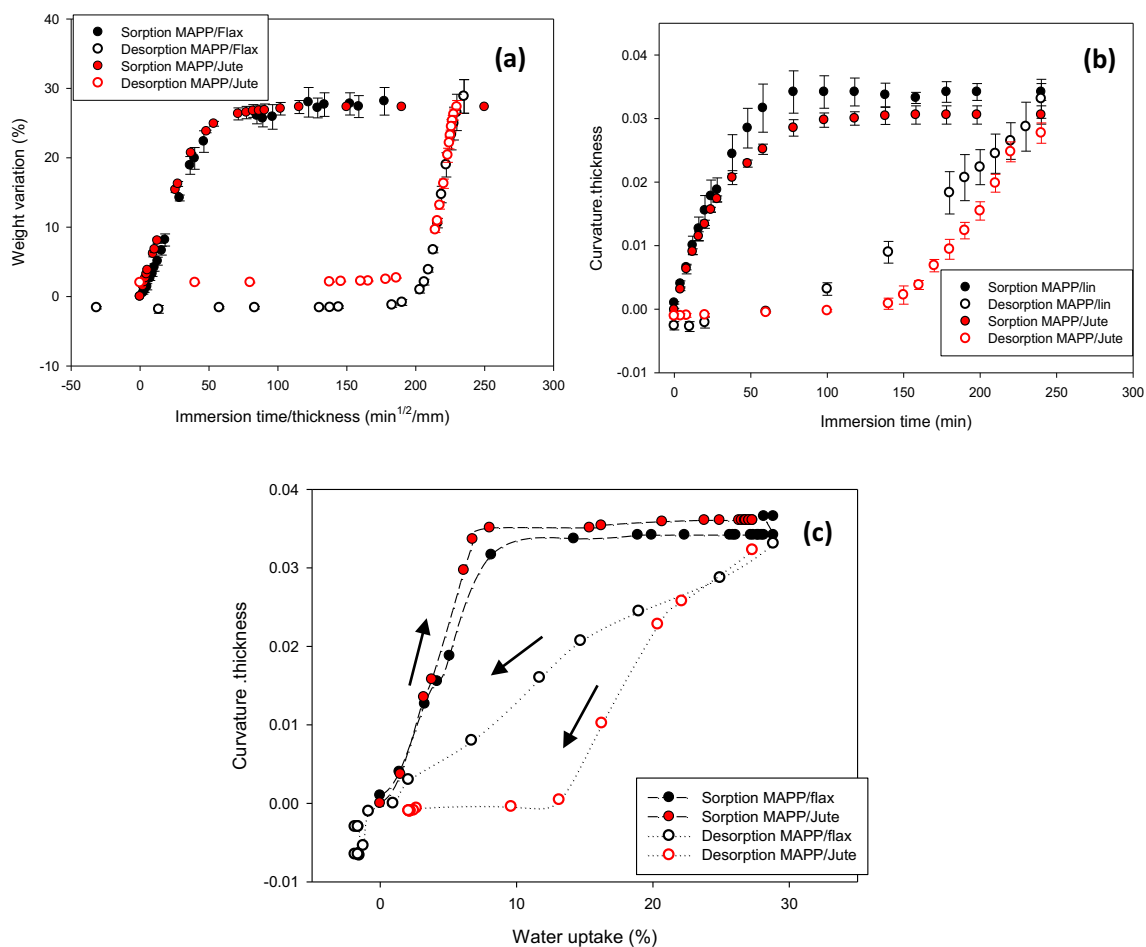 40
30
20
10
0
-10
-50
0
50
100
150
200
250
300
Weight variation (%)
Immersion time/thickness (min1/2/mm)
Sorption MAPP/Flax
Desorption MAPP/Flax
Sorption MAPP/Jute
Desorption MAPP/Jute
(a)
0.04
0.03
0.02
0.01
0.00
-0.01
0
50
100
150
200
250
300
Curvature.thickness
Immersion time (min)
(b)
Sorption MAPP/lin
Desorption MAPP/lin
Sorption MAPP/Jute
Desorption MAPP/Jute
0.04
0.03
0.02
0.01
0.00
-0.01
0
10
20
30
Curvature .thickness
Water uptake (%)
(c)
Sorption MAPP/flax
Sorption MAPP/Jute
Desorption MAPP/flax
Desorption MAPP/Jute